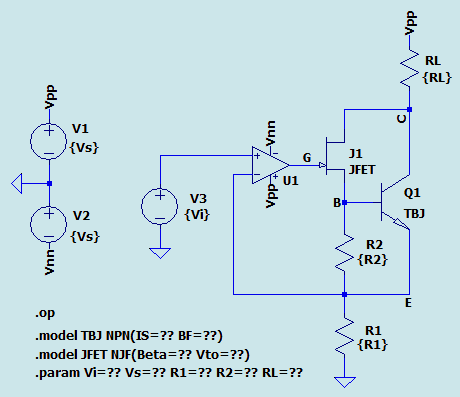 Vpp
RL
{RL}
Vpp
V1
{Vs}
Vnn
C
G
J1
JFET
U1
Q1
TBJ
V3
{Vi}
Vpp
B
V2
{Vs}
R2
{R2}
Vnn
E
R1
{R1}
.op
.model TBJ NPN(IS=?? BF=??)
.model JFET NJF(Beta=?? Vto=??)
.param Vi=?? Vs=?? R1=?? R2=?? RL=??